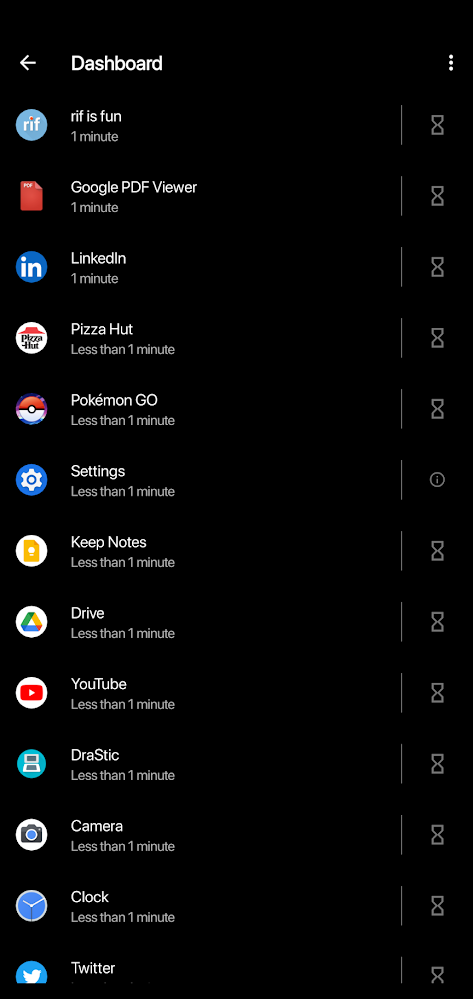 Dashboard
rif
rif is fun
1 minute
PDF
Google PDF Viewer
1 minute
in
LinkedIn
1 minute
Pizza
Hut
Pizza Hut
Less than 1 minute
Pokémon GO
Less than 1 minute
Settings
Less than 1 minute
Keep Notes
Less than 1 minute
Drive
Less than 1 minute
YouTube
Less than 1 minute
DraStic
Less than 1 minute
Camera
Less than 1 minute
Clock
Less than 1 minute
Twitter